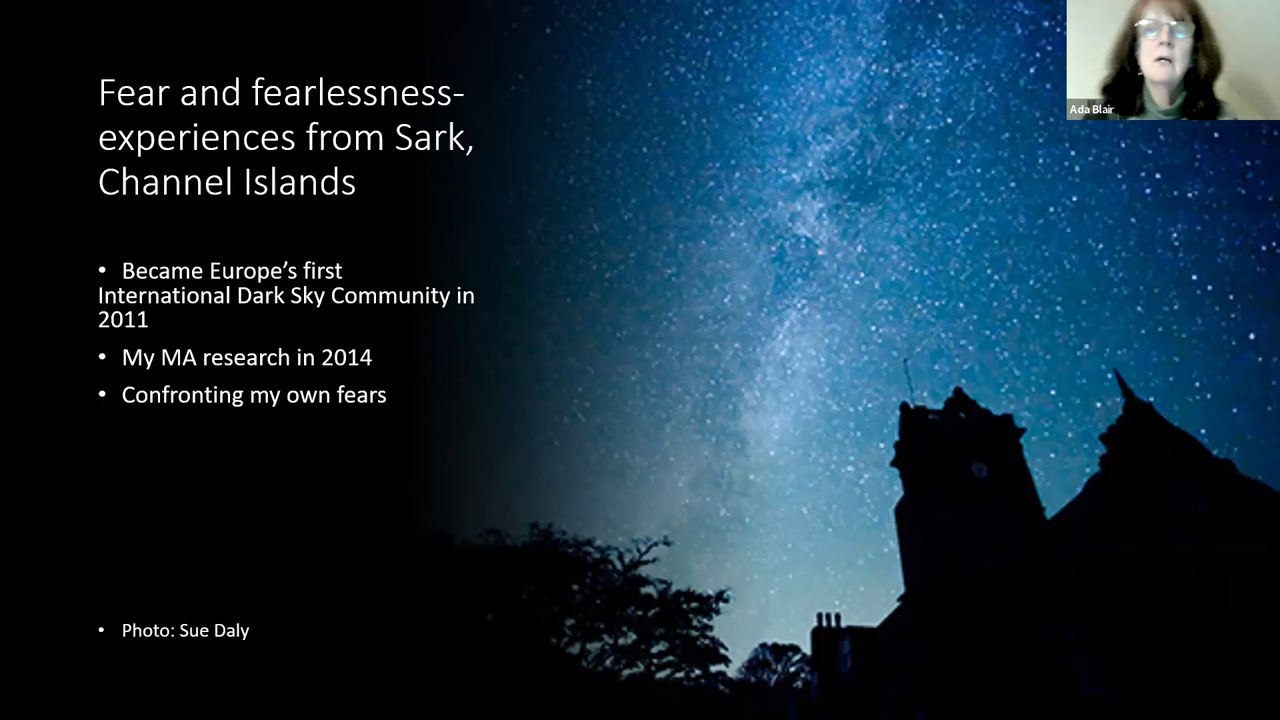 Fear and fearlessness-
experiences from Sark,
Channel Islands
• Became Europe’s first
International Dark Sky Community in
2011
• My MA research in 2014
• Confronting my own fears
• Photo: Sue Daly
Ada Blair